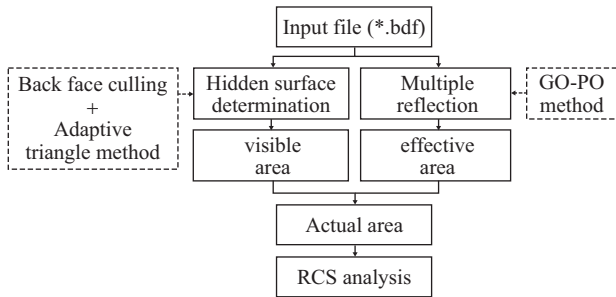 Input file (*.bdf)
Back face culling
+
Adaptive
triangle method
Hidden surface
determination
Multiple
reflection
GO-PO
method
visible
area
effective
area
Actual area
RCS analysis